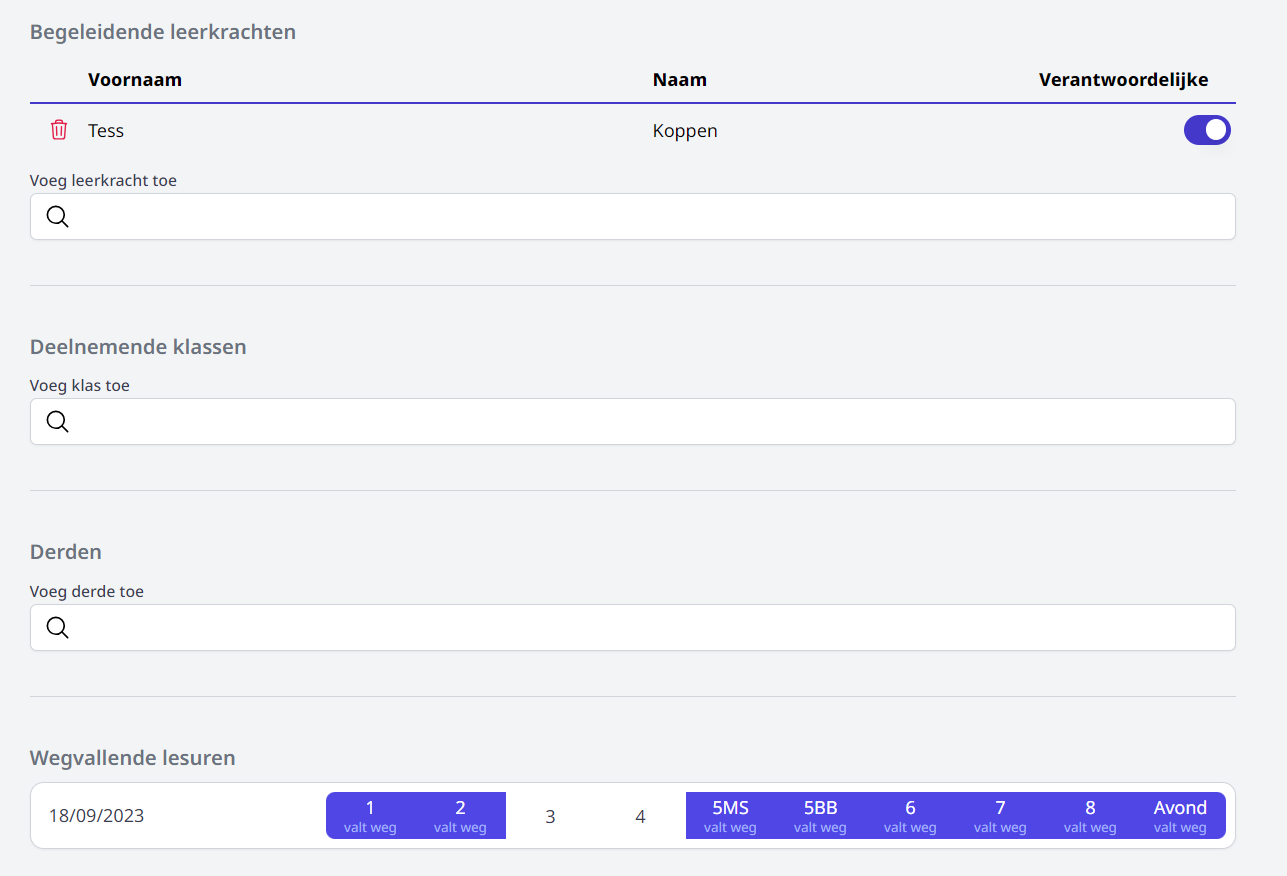 Begeleidende leerkrachten
Voornaam Naam Verantwoordelijke
Tess Koppen
Voeg leerkracht toe
Deelnemende klassen
Voeg klas toe
Derden
Voeg derde toe
Wegvallende lesuren
18/09/2023 1 2 3 4 5MS 5BB 6 7 8 Avond
valt weg valt weg valt weg valt weg valt weg valt weg valt weg valt weg